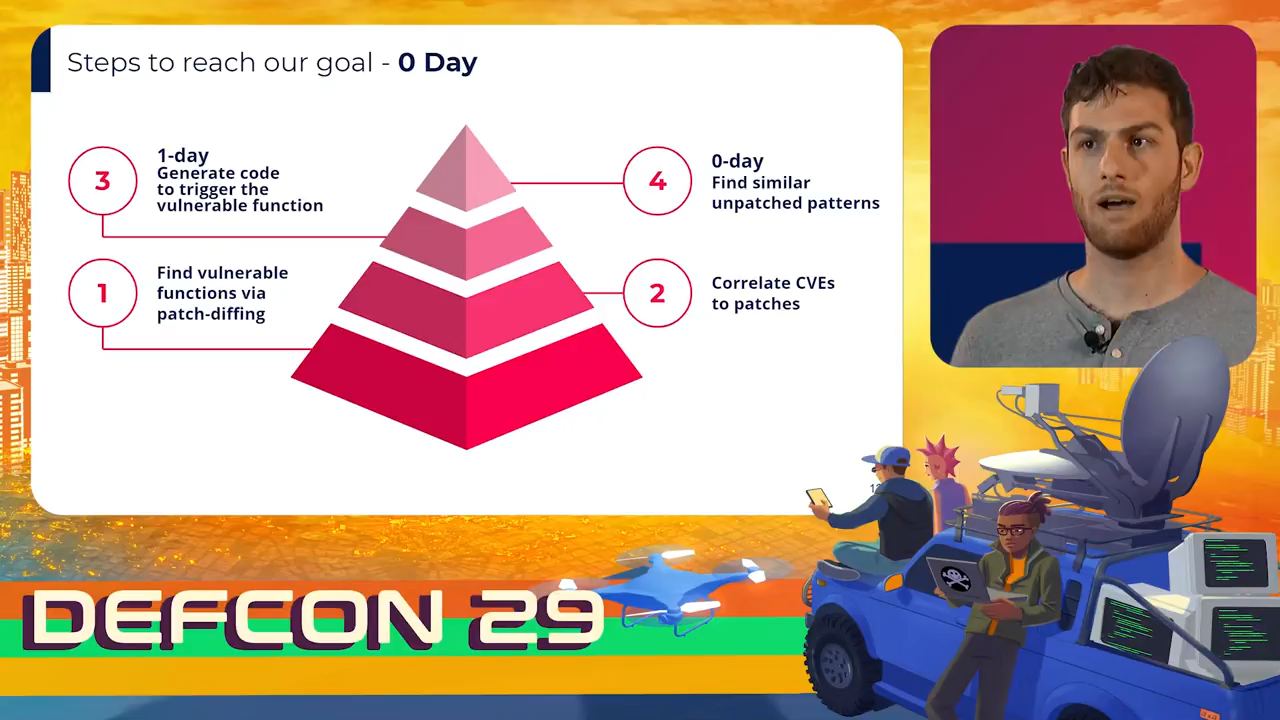 Steps to reach our goal - 0 Day
3
1-day
Generate code
to trigger the
vulnerable function
4
0-day
Find similar
unpatched patterns
1
Find vulnerable
functions via
patch-diffing
2
Correlate CVEs
to patches
DEFCON 29